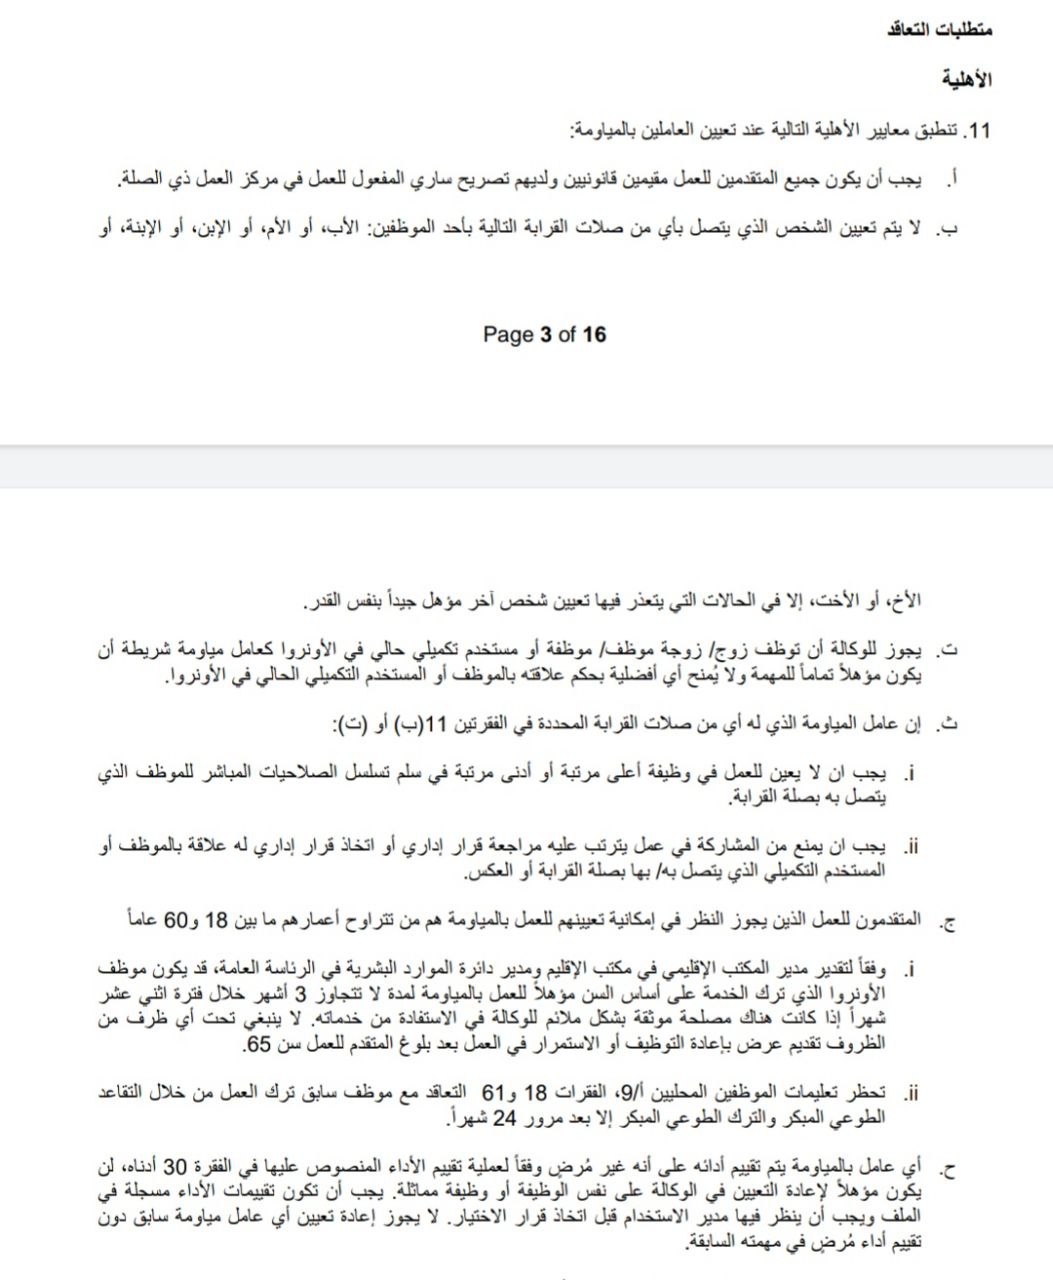 متطلبات التعاقد
الأهلية
11. تنطبق معايير الأهلية التالية عند تعيين العاملين بالمياومة:
أ. يجب أن يكون جميع المتقدمين للعمل مقيمين قانونيين ولديهم تصريح ساري المفعول للعمل في مركز العمل ذي الصلة.
ب. لا يتم تعيين الشخص الذي يتصل بأي من صلات القرابة التالية بأحد الموظفين: الأب، أو الأم، أو الإبن، أو الإبنة، أو
Page 3 of 16
الأخ، أو الأخت، إلا في الحالات التي يتعذر فيها تعيين شخص آخر مؤهل جيداً بنفس القدر.
ت. يجوز للوكالة أن توظف زوج/ زوجة موظف/ موظفة أو مستخدم تكميلي حالي في الأونروا كعامل مياومة شريطة أن
يكون مؤهلاً تماماً للمهمة ولا يُمنح أي أفضلية بحكم علاقته بالموظف أو المستخدم التكميلي الحالي في الأونروا.
ث. إن عامل المياومة الذي له أي من صلات القرابة المحددة في الفقرتين 11(ب) أو (ت):
i. يجب ان لا يعين للعمل في وظيفة أعلى مرتبة أو أدنى مرتبة في سلم تسلسل الصلاحيات المباشر للموظف الذي
يتصل به بصلة القرابة.
ii. يجب ان يمنع من المشاركة في عمل يترتب عليه مراجعة قرار إداري أو اتخاذ قرار إداري له علاقة بالموظف أو
المستخدم التكميلي الذي يتصل به/ بها بصلة القرابة أو العكس.
ج. المتقدمون للعمل الذين يجوز النظر في إمكانية تعيينهم للعمل بالمياومة هم من تتراوح أعمارهم ما بين 18 و60 عاماً
i. وفقاً لتقدير مدير المكتب الإقليمي في مكتب الإقليم ومدير دائرة الموارد البشرية في الرئاسة العامة، قد يكون موظف
الأونروا الذي ترك الخدمة على أساس السن مؤهلاً للعمل بالمياومة لمدة لا تتجاوز 3 أشهر خلال فترة اثني عشر
شهراً إذا كانت هناك مصلحة موثقة بشكل ملائم للوكالة في الاستفادة من خدماته. لا ينبغي تحت أي ظرف من
الظروف تقديم عرض بإعادة التوظيف أو الاستمرار في العمل بعد بلوغ المتقدم للعمل سن 65.
ii. تحظر تعليمات الموظفين المحليين أ/9، الفقرات 18 و61 التعاقد مع موظف سابق ترك العمل من خلال التقاعد
الطوعي المبكر والترك الطوعي المبكر إلا بعد مرور 24 شهراً.
ح. أي عامل بالمياومة يتم تقييم أدائه على أنه غير مُرضٍ وفقاً لعملية تقييم الأداء المنصوص عليها في الفقرة 30 أدناه، لن
يكون مؤهلاً لإعادة التعيين في الوكالة على نفس الوظيفة أو وظيفة مماثلة. يجب أن تكون تقييمات الأداء مسجلة في
الملف ويجب أن ينظر فيها مدير الاستخدام قبل اتخاذ قرار الاختيار. لا يجوز إعادة تعيين أي عامل مياومة سابق دون
تقييم أداء مُرضٍ في مهمته السابقة.